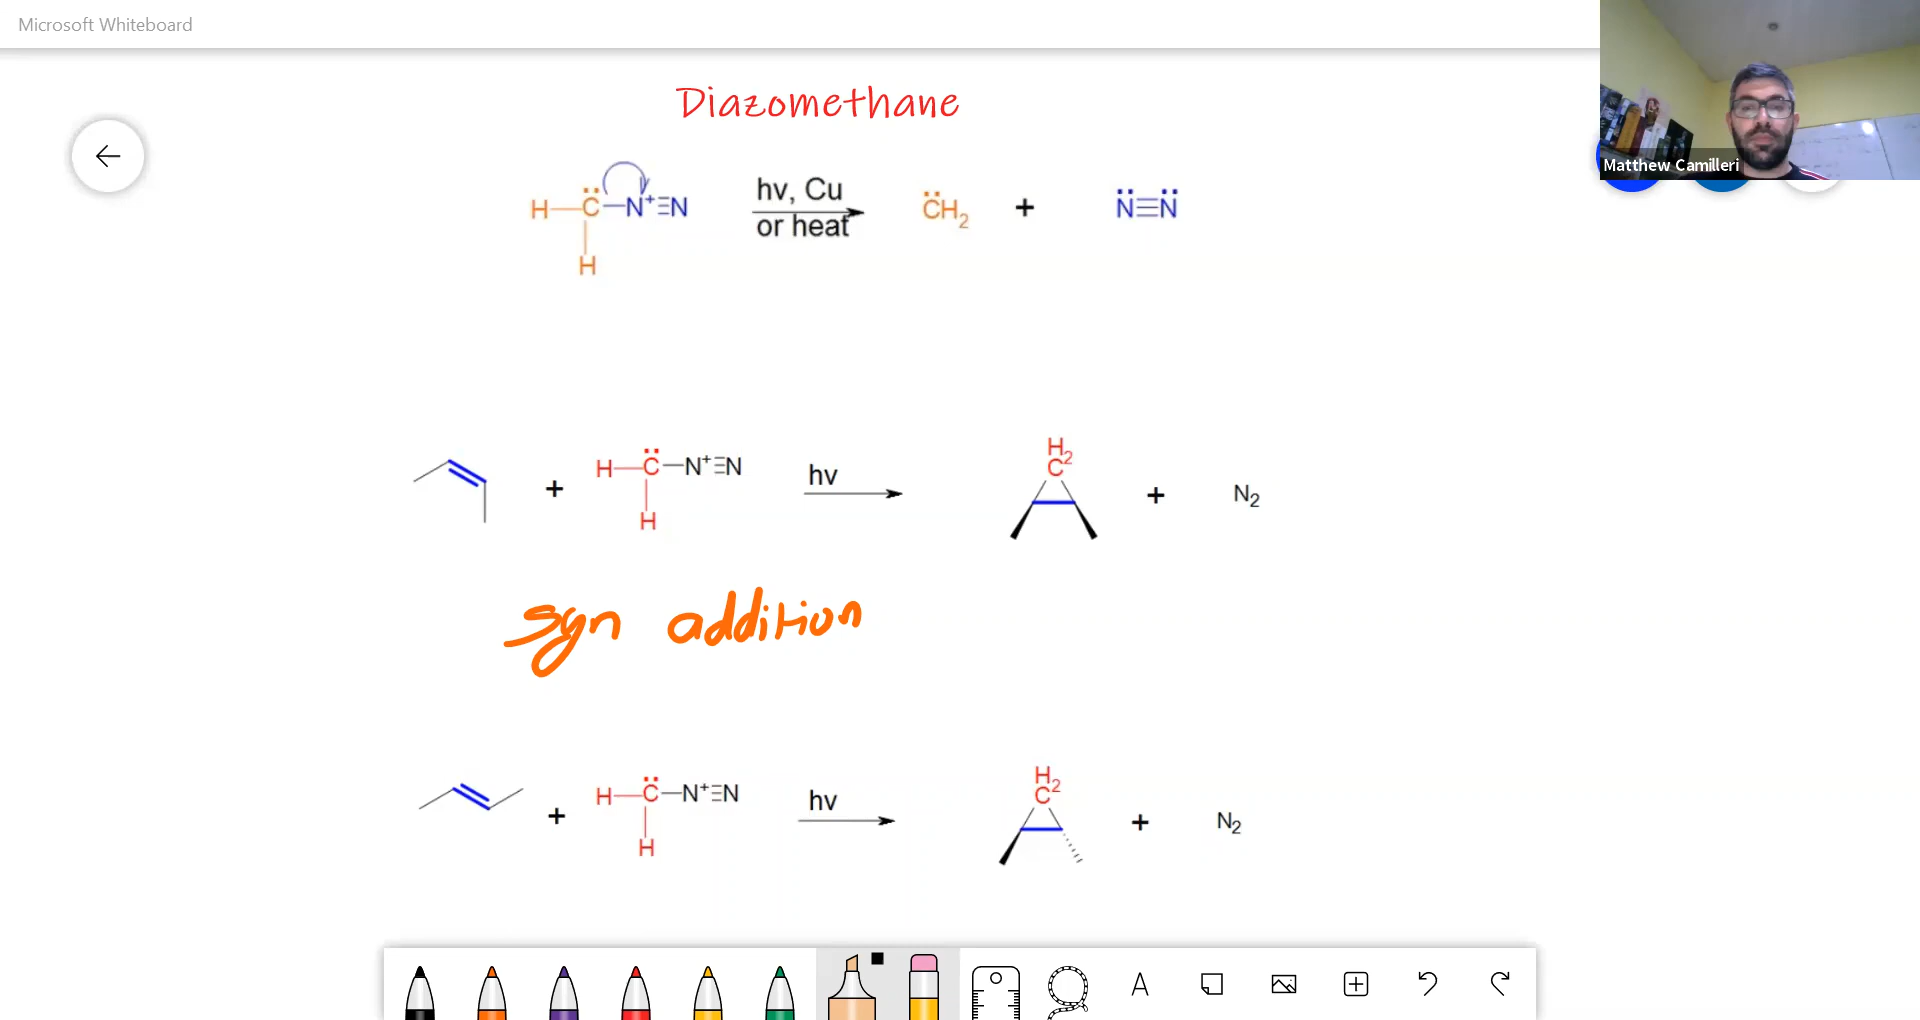 Microsoft Whiteboard
Matthew Camilleri
Diazomethane
H—C̈—N⁺≡N
H
hv, Cu
or heat
C̈H₂ + N̈≡N̈
+ H—C̈—N⁺≡N
H
hv
H₂
C
+ N₂
syn addition
+ H—C̈—N⁺≡N
H
hv
H₂
C
+ N₂
A